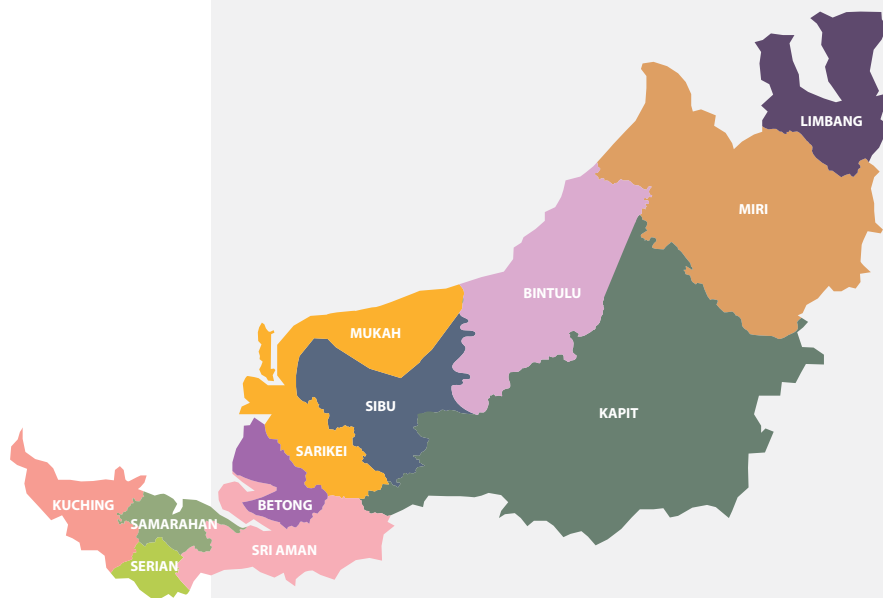 LIMBANG
MIRI
BINTULU
MUKAH
SIBU
KAPIT
SARIKEI
KUCHING
BETONG
SAMARAHAN
SRI AMAN
SERIAN